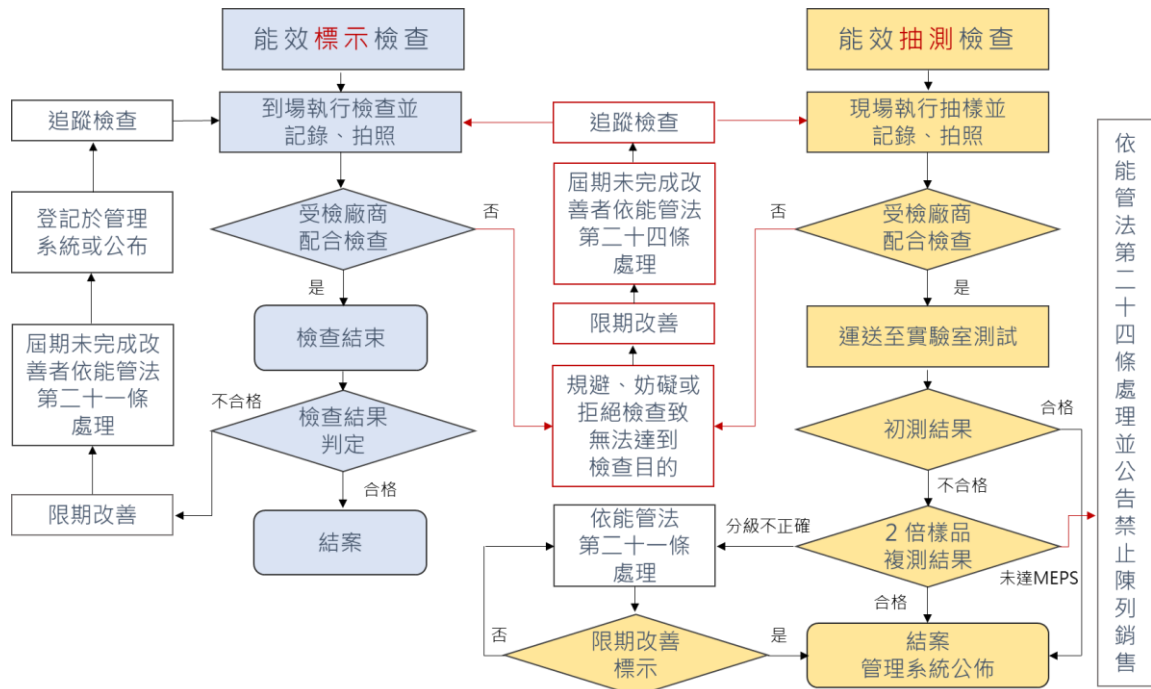 能效標示檢查
到場執行檢查並
記錄、拍照
受檢廠商
配合檢查
是
否
檢查結束
檢查結果
判定
不合格
合格
結案
限期改善
屆期未完成改
善者依能管法
第二十一條
處理
登記於管理
系統或公布
追蹤檢查
追蹤檢查
屆期未完成改
善者依能管法
第二十四條
處理
限期改善
規避、妨礙或
拒絕檢查致
無法達到
檢查目的
能效抽測檢查
現場執行抽樣並
記錄、拍照
受檢廠商
配合檢查
否
是
運送至實驗室測試
初測結果
合格
不合格
2 倍樣品
複測結果
分級不正確
未達MEPS
合格
依能管法
第二十一條
處理
限期改善
標示
否
是
結案
管理系統公佈
依能管法第二十四條處理並公告禁止陳列銷售